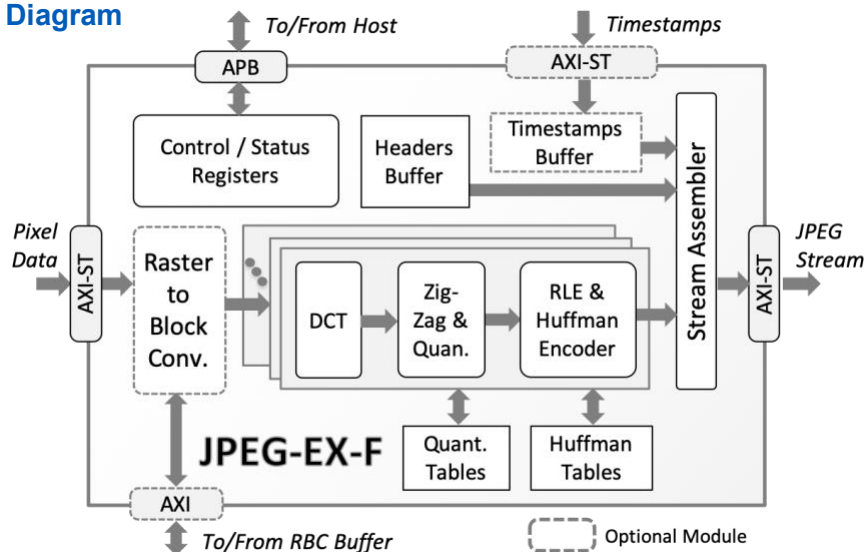 Diagram
To/From Host
Timestamps
APB
AXI-ST
Control / Status
Registers
Headers
Buffer
Timestamps
Buffer
Stream Assembler
Pixel
Data
AXI-ST
Raster
to
Block
Conv.
DCT
Zig-
Zag &
Quan.
RLE &
Huffman
Encoder
AXI-ST
JPEG
Stream
JPEG-EX-F
Quant.
Tables
Huffman
Tables
AXI
To/From RBC Buffer
Optional Module